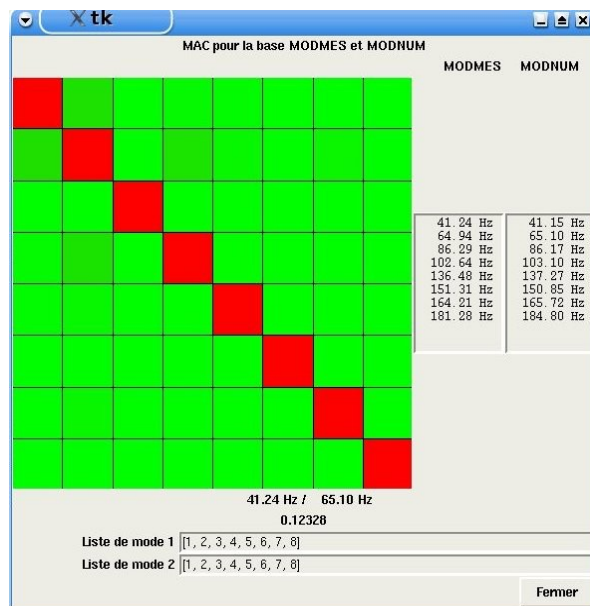 tk
MAC pour la base MODMES et MODNUM
MODMES MODNUM
41.24 Hz 41.15 Hz
64.94 Hz 65.10 Hz
86.29 Hz 86.17 Hz
102.64 Hz 103.10 Hz
136.48 Hz 137.27 Hz
151.31 Hz 150.85 Hz
164.21 Hz 165.72 Hz
181.28 Hz 184.80 Hz
41.24 Hz / 65.10 Hz
0.12328
Liste de mode 1 [1, 2, 3, 4, 5, 6, 7, 8]
Liste de mode 2 [1, 2, 3, 4, 5, 6, 7, 8]
Fermer